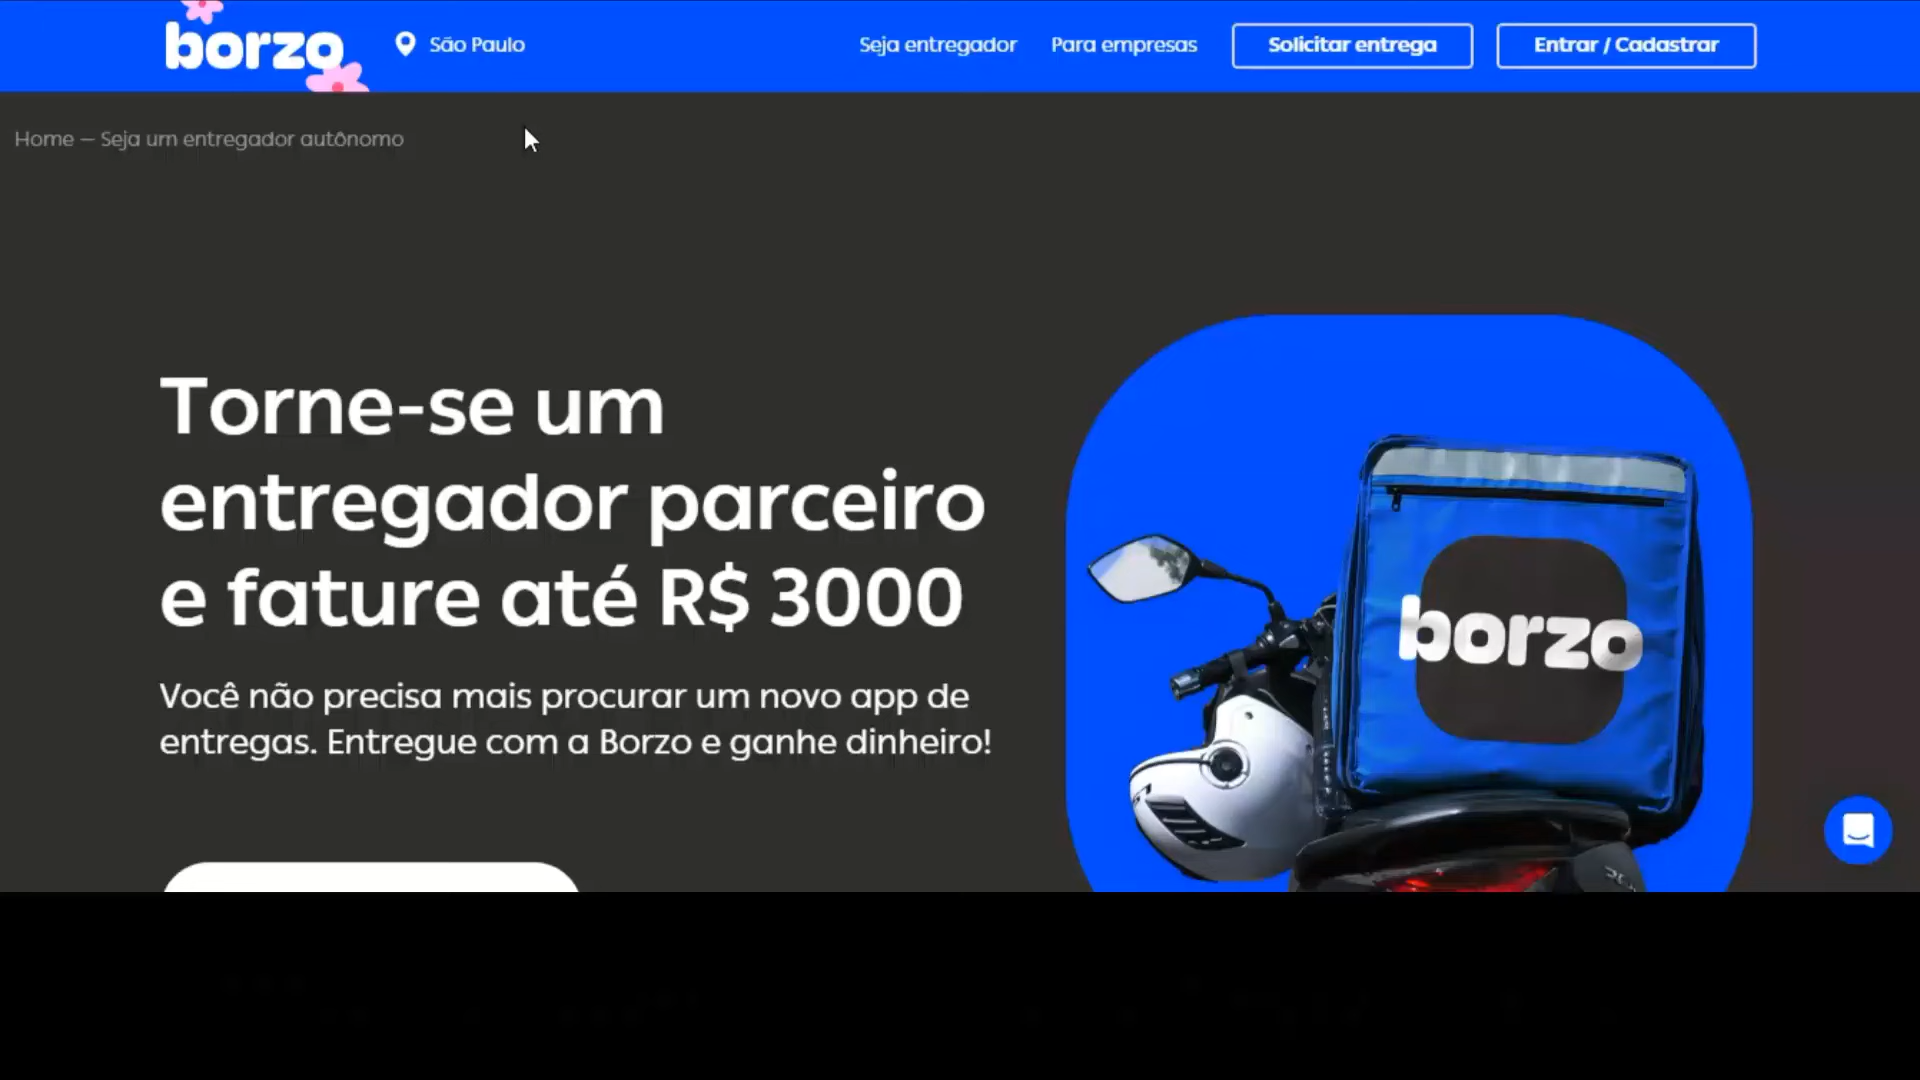 borzo
São Paulo
Seja entregador
Para empresas
Solicitar entrega
Entrar / Cadastrar
Home — Seja um entregador autônomo
Torne-se um
entregador parceiro
e fature até R$ 3000
Você não precisa mais procurar um novo app de
entregas. Entregue com a Borzo e ganhe dinheiro!
borzo